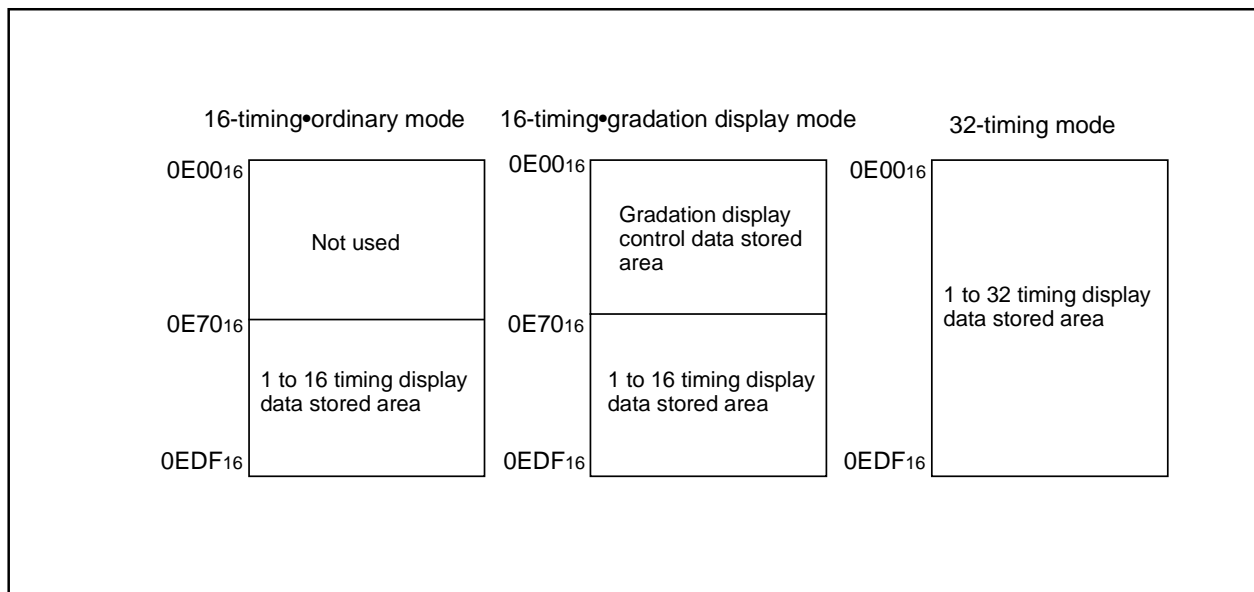 16-timing•ordinary mode
0E0016
Not used
0E7016
1 to 16 timing display
data stored area
0EDF16
16-timing•gradation display mode
0E0016
Gradation display
control data stored
area
0E7016
1 to 16 timing display
data stored area
0EDF16
32-timing mode
0E0016
1 to 32 timing display
data stored area
0EDF16